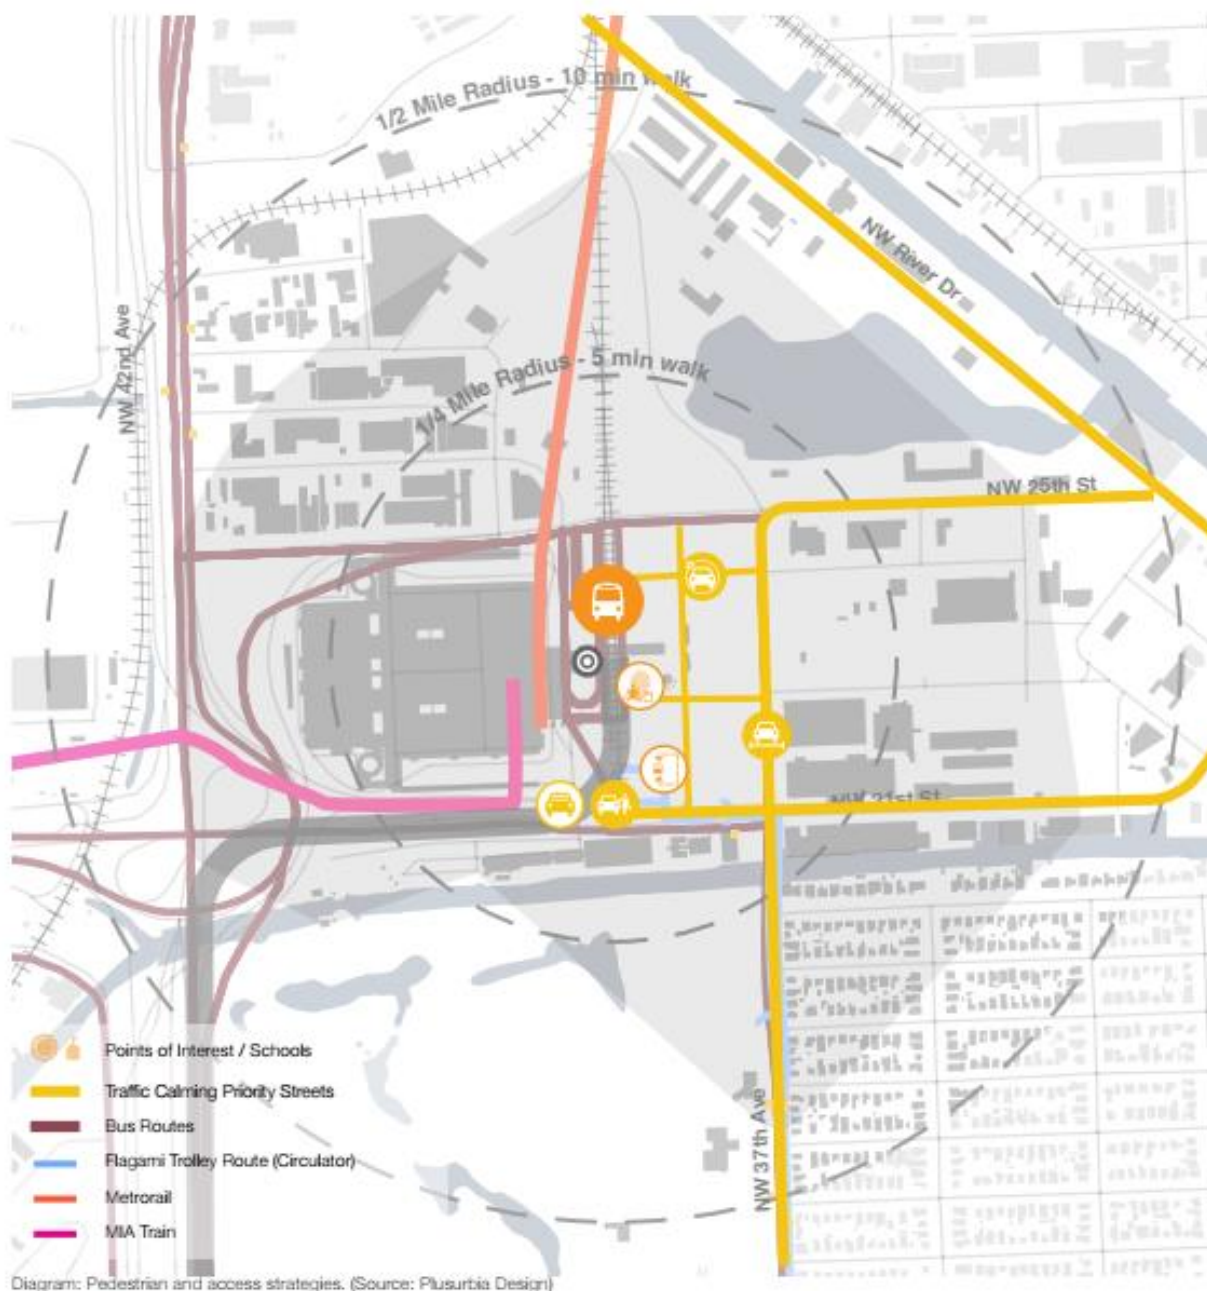 1/2 Mile Radius - 10 min walk
NW River Dr
NW 42nd Ave
1/4 Mile Radius - 5 min walk
NW 25th St
NW 21st St
NW 37th Ave
Points of Interest / Schools
Traffic Calming Priority Streets
Bus Routes
Flagami Trolley Route (Circulator)
Metrorail
MIA Train
Diagram: Pedestrian and access strategies. (Source: Plusurbia Design)